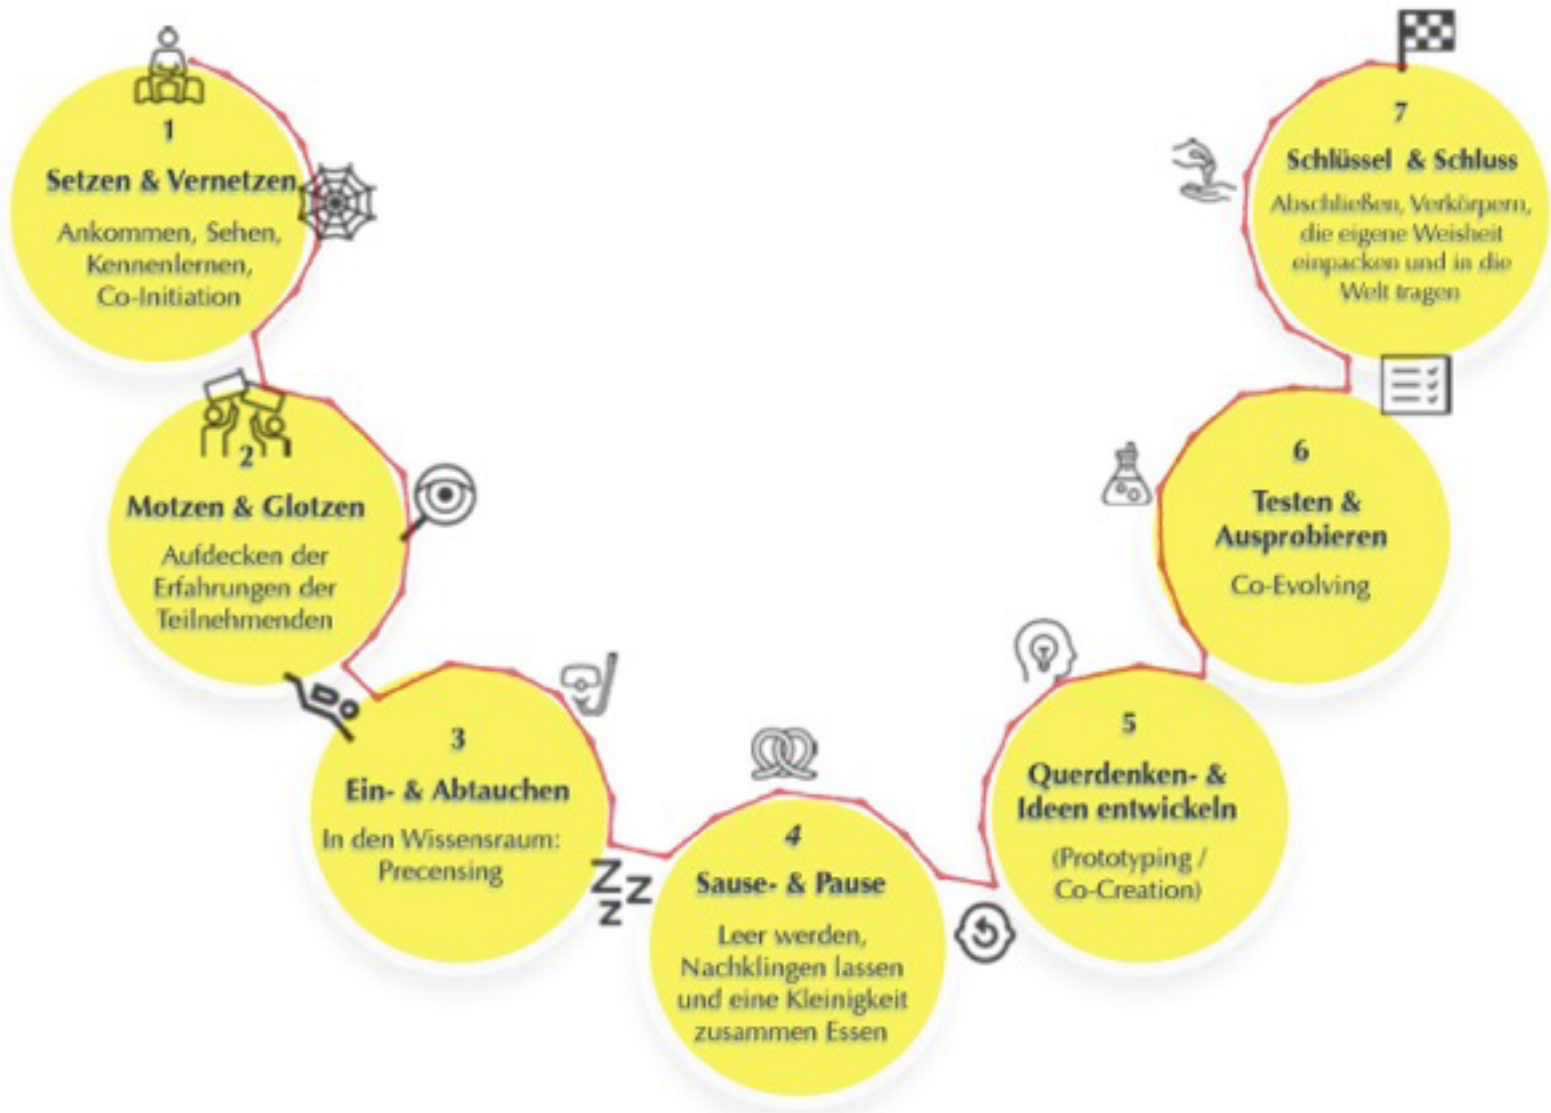 1
Setzen & Vernetzen
Ankommen, Sehen,
Kennenlernen,
Co-Initiation
2
Motzen & Glotzen
Aufdecken der
Erfahrungen der
Teilnehmenden
3
Ein- & Abtauchen
In den Wissensraum:
Precensing
Z Z
Z
4
Sause- & Pause
Leer werden,
Nachklingen lassen
und eine Kleinigkeit
zusammen Essen
5
Querdenken- &
Ideen entwickeln
(Prototyping /
Co-Creation)
6
Testen &
Ausprobieren
Co-Evolving
7
Schlüssel & Schluss
Abschließen, Verkörpern,
die eigene Weisheit
einpacken und in die
Welt tragen